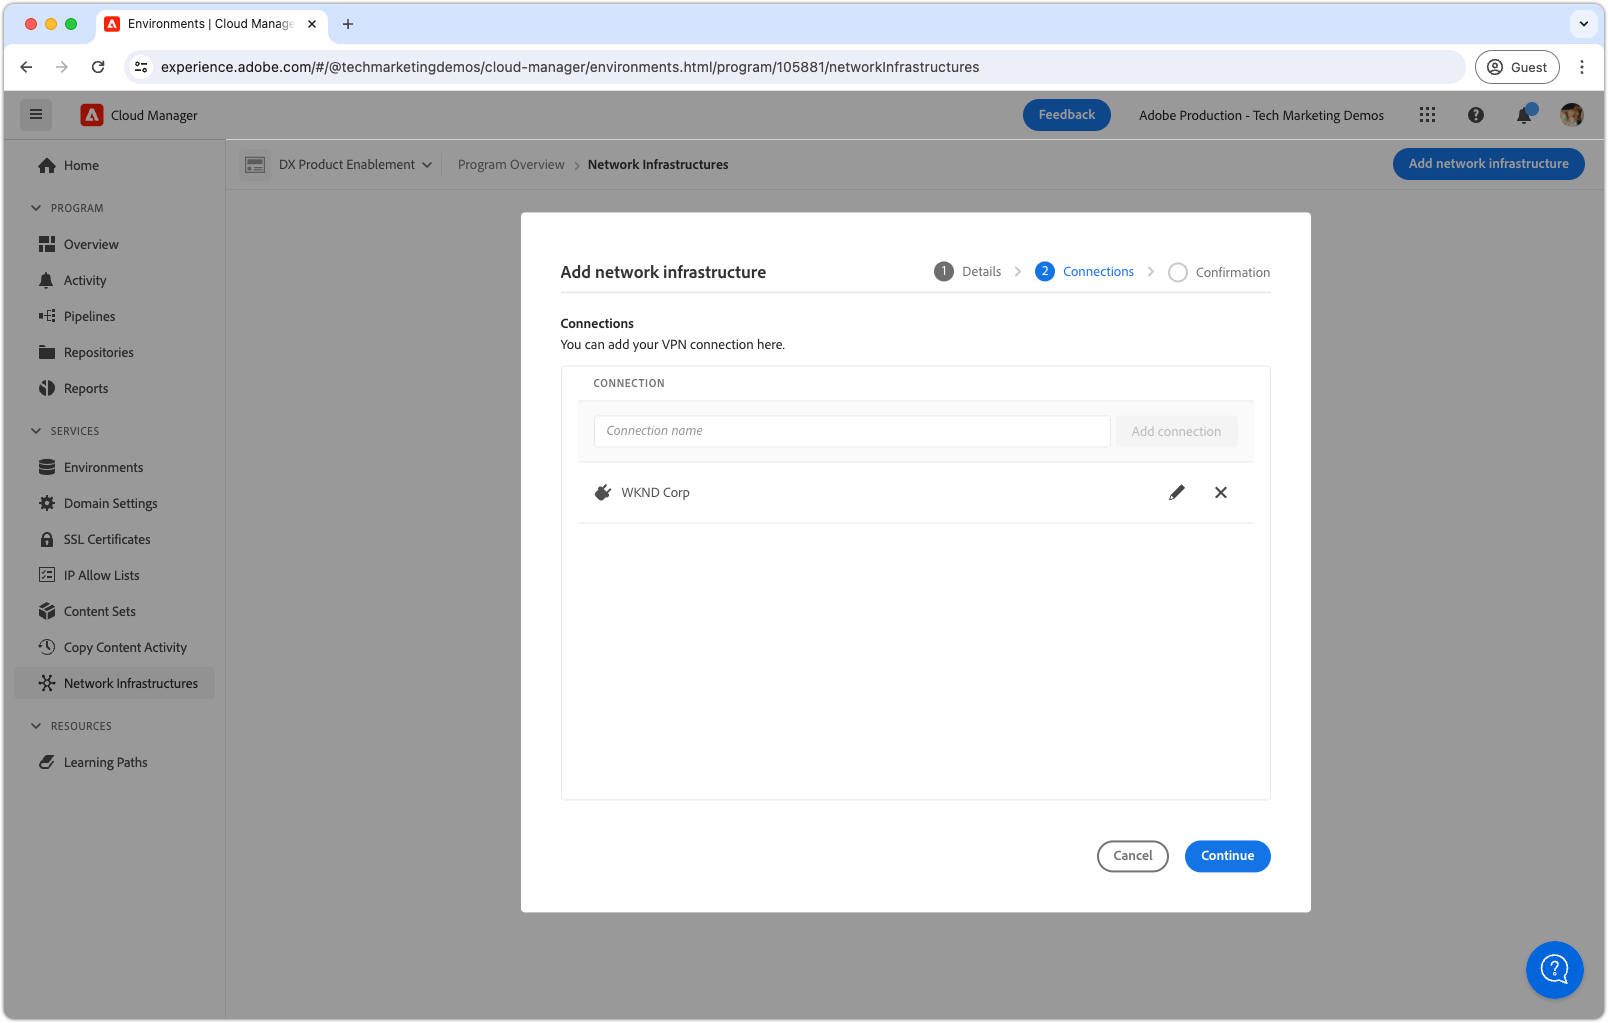 Environments | Cloud Manage
experience.adobe.com/#/@techmarketingdemos/cloud-manager/environments.html/program/105881/networkInfrastructures
Guest
Cloud Manager
Feedback
Adobe Production - Tech Marketing Demos
Home
PROGRAM
Overview
Activity
Pipelines
Repositories
Reports
SERVICES
Environments
Domain Settings
SSL Certificates
IP Allow Lists
Content Sets
Copy Content Activity
Network Infrastructures
RESOURCES
Learning Paths
DX Product Enablement
Program Overview > Network Infrastructures
Add network infrastructure
Add network infrastructure
1 Details > 2 Connections > Confirmation
Connections
You can add your VPN connection here.
CONNECTION
Connection name
Add connection
WKND Corp
Cancel
Continue